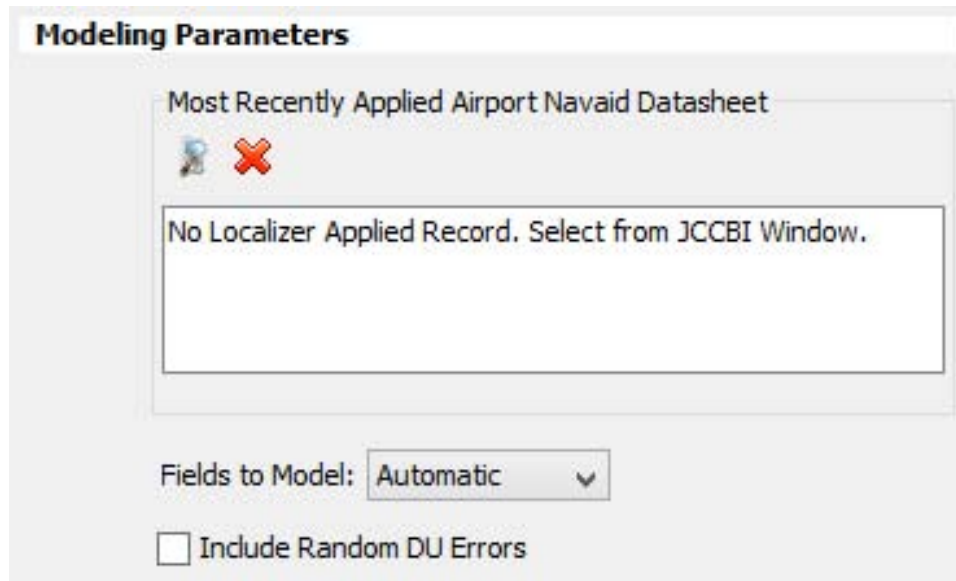 Modeling Parameters
Most Recently Applied Airport Navaid Datasheet
No Localizer Applied Record. Select from JCCBI Window.
Fields to Model: Automatic
Include Random DU Errors